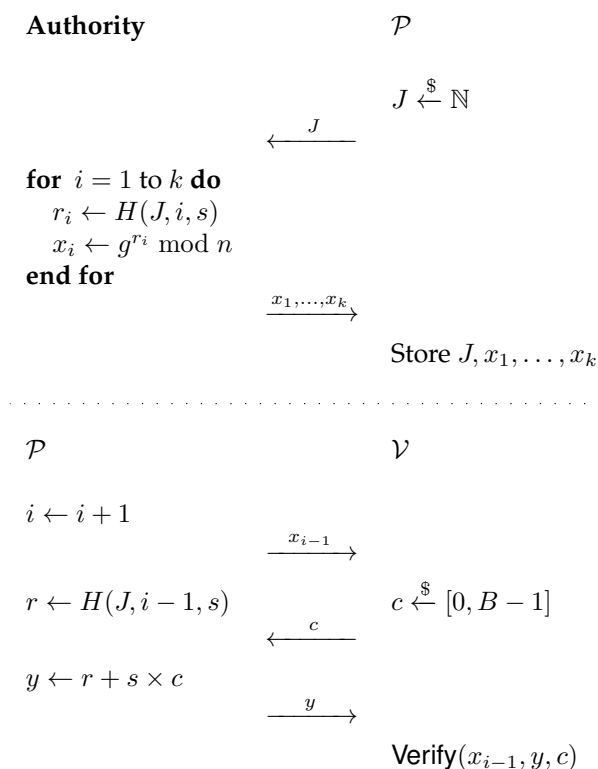 Authority 𝒫
J ←$ ℕ
J
for i = 1 to k do
r_i ← H(J, i, s)
x_i ← g^{r_i} mod n
end for
x_1,...,x_k
Store J, x_1, . . . , x_k
𝒫 𝒱
i ← i + 1
x_{i−1}
r ← H(J, i − 1, s) c ←$ [0, B − 1]
c
y ← r + s × c
y
Verify(x_{i−1}, y, c)